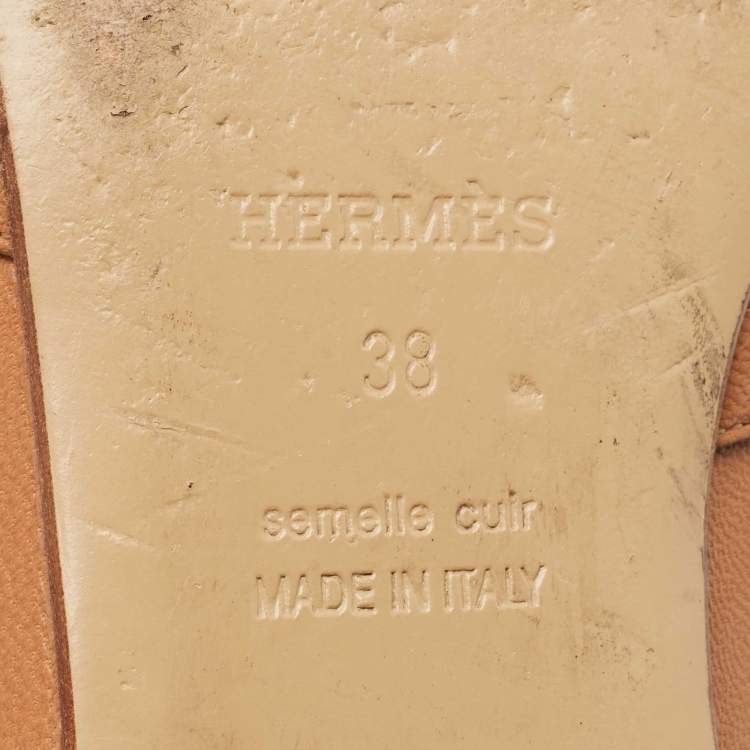 HERMÈS
38
semelle cuir
MADE IN ITALY